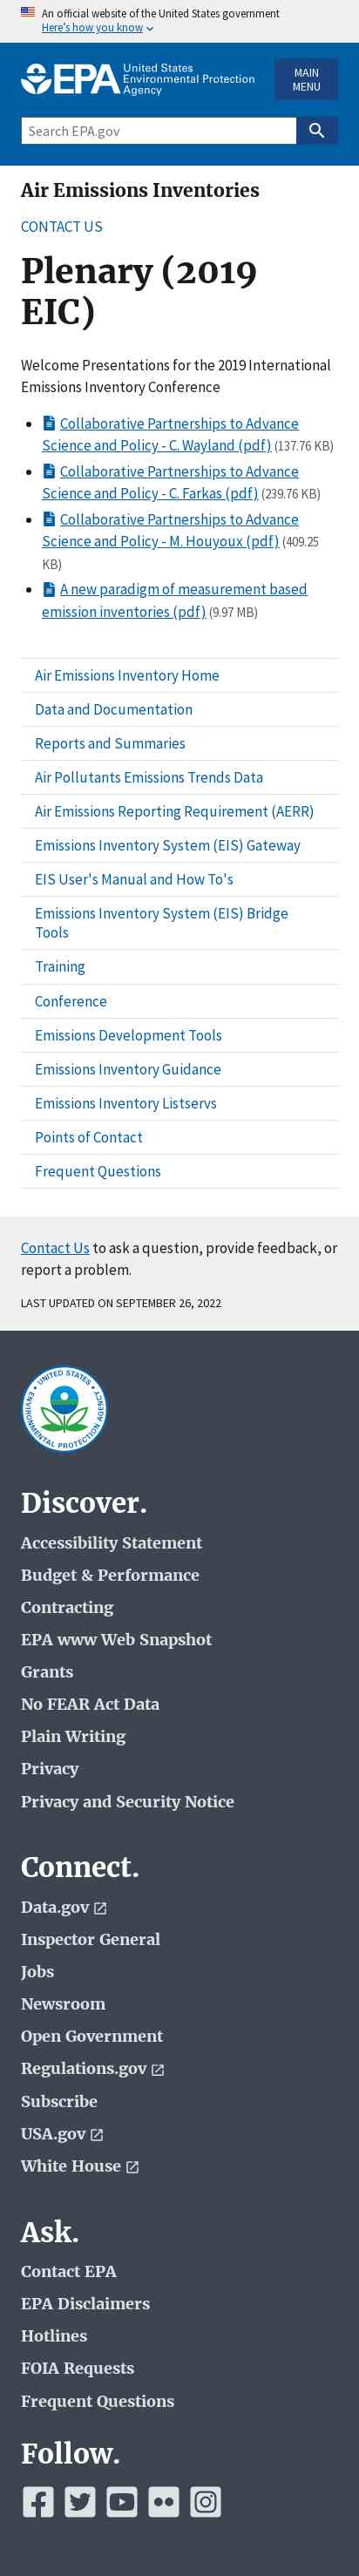 An official website of the United States government
Here's how you know
EPA United States
Environmental Protection
Agency
MAIN
MENU
Search EPA.gov
Air Emissions Inventories
CONTACT US
Plenary (2019
EIC)
Welcome Presentations for the 2019 International
Emissions Inventory Conference
Collaborative Partnerships to Advance
Science and Policy - C. Wayland (pdf) (137.76 KB)
Collaborative Partnerships to Advance
Science and Policy - C. Farkas (pdf) (239.76 KB)
Collaborative Partnerships to Advance
Science and Policy - M. Houyoux (pdf) (409.25
KB)
A new paradigm of measurement based
emission inventories (pdf) (9.97 MB)
Air Emissions Inventory Home
Data and Documentation
Reports and Summaries
Air Pollutants Emissions Trends Data
Air Emissions Reporting Requirement (AERR)
Emissions Inventory System (EIS) Gateway
EIS User's Manual and How To's
Emissions Inventory System (EIS) Bridge
Tools
Training
Conference
Emissions Development Tools
Emissions Inventory Guidance
Emissions Inventory Listservs
Points of Contact
Frequent Questions
Contact Us to ask a question, provide feedback, or
report a problem.
LAST UPDATED ON SEPTEMBER 26, 2022
UNITED STATES
ENVIRONMENTAL PROTECTION AGENCY
Discover.
Accessibility Statement
Budget & Performance
Contracting
EPA www Web Snapshot
Grants
No FEAR Act Data
Plain Writing
Privacy
Privacy and Security Notice
Connect.
Data.gov
Inspector General
Jobs
Newsroom
Open Government
Regulations.gov
Subscribe
USA.gov
White House
Ask.
Contact EPA
EPA Disclaimers
Hotlines
FOIA Requests
Frequent Questions
Follow.